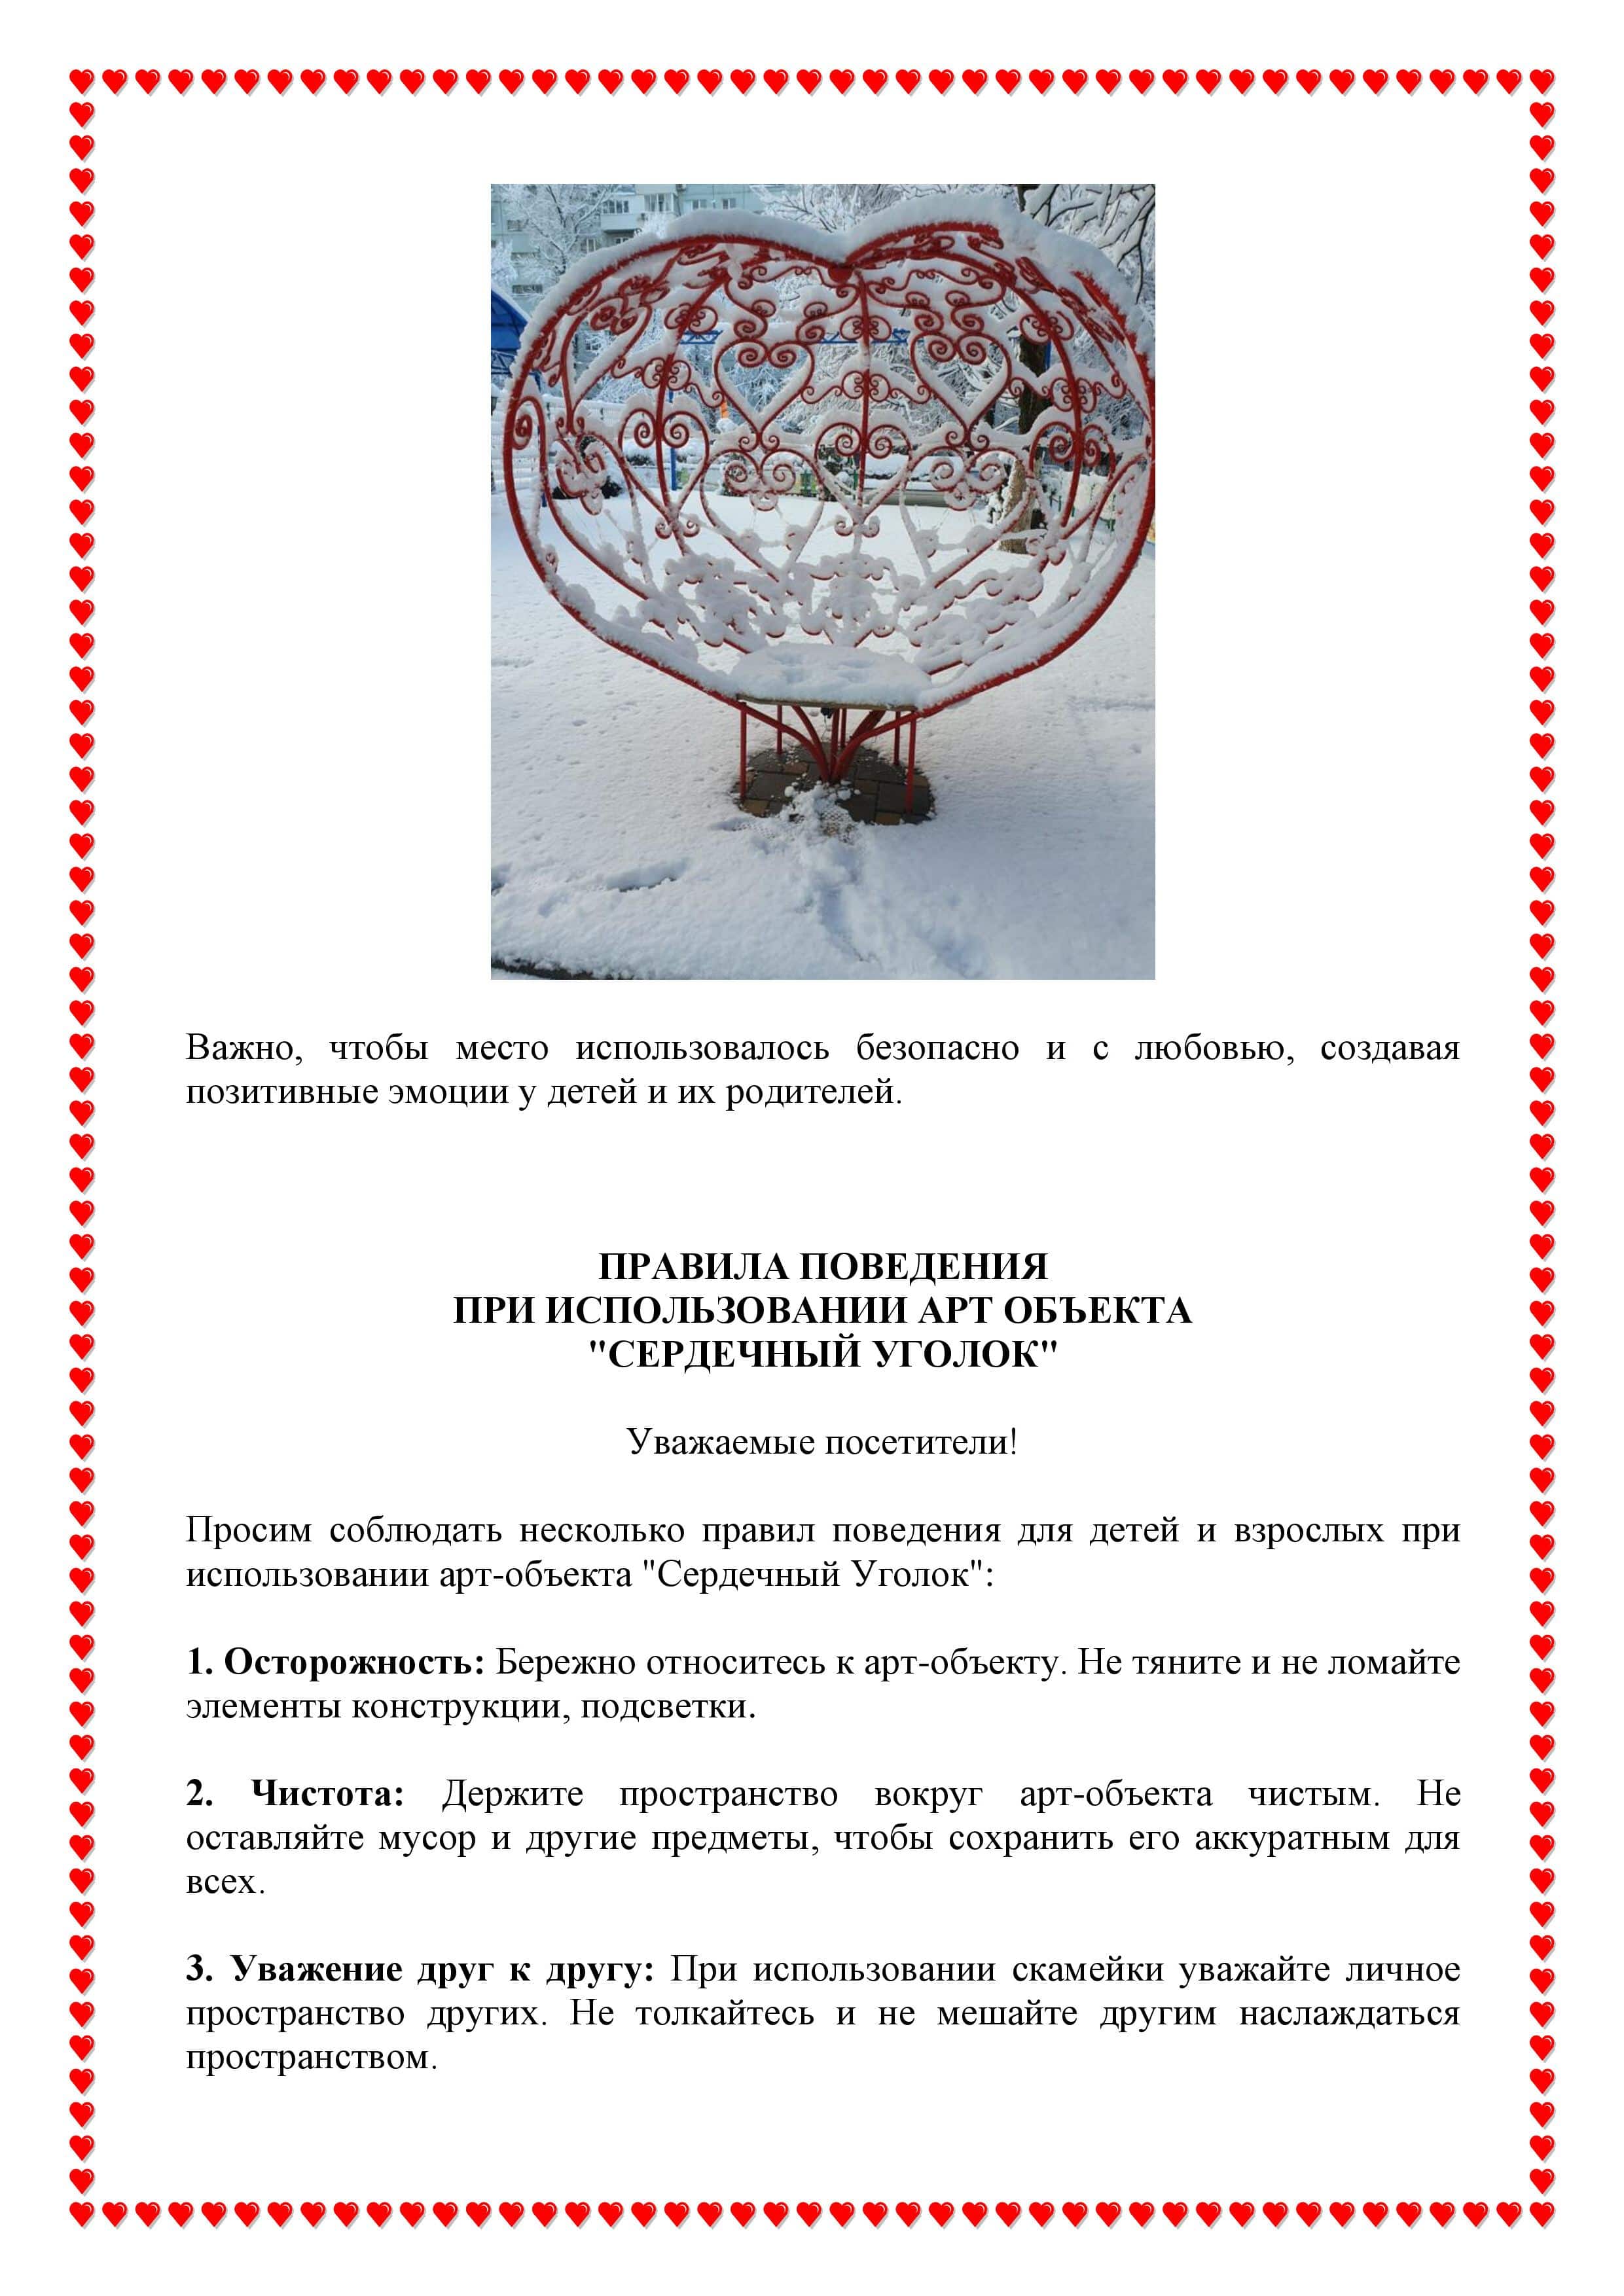 Важно, чтобы место использовалось безопасно и с любовью, создавая
позитивные эмоции у детей и их родителей.
ПРАВИЛА ПОВЕДЕНИЯ
ПРИ ИСПОЛЬЗОВАНИИ АРТ ОБЪЕКТА
"СЕРДЕЧНЫЙ УГОЛОК"
Уважаемые посетители!
Просим соблюдать несколько правил поведения для детей и взрослых при
использовании арт-объекта "Сердечный Уголок":
1. Осторожность: Бережно относитесь к арт-объекту. Не тяните и не ломайте
элементы конструкции, подсветки.
2. Чистота: Держите пространство вокруг арт-объекта чистым. Не
оставляйте мусор и другие предметы, чтобы сохранить его аккуратным для
всех.
3. Уважение друг к другу: При использовании скамейки уважайте личное
пространство других. Не толкайтесь и не мешайте другим наслаждаться
пространством.